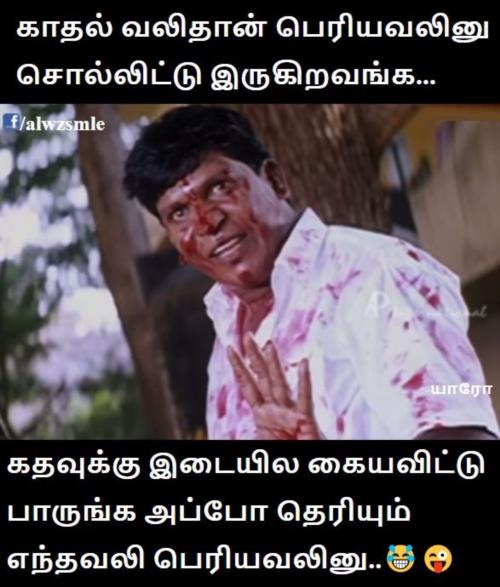 காதல் வலிதான் பெரியவலினு
சொல்லிட்டு இருகிறவங்க...
f/alwzsmle
யாரோ
கதவுக்கு இடையில கையவிட்டு
பாருங்க அப்போ தெரியும்
எந்தவலி பெரியவலினு..😹 😜